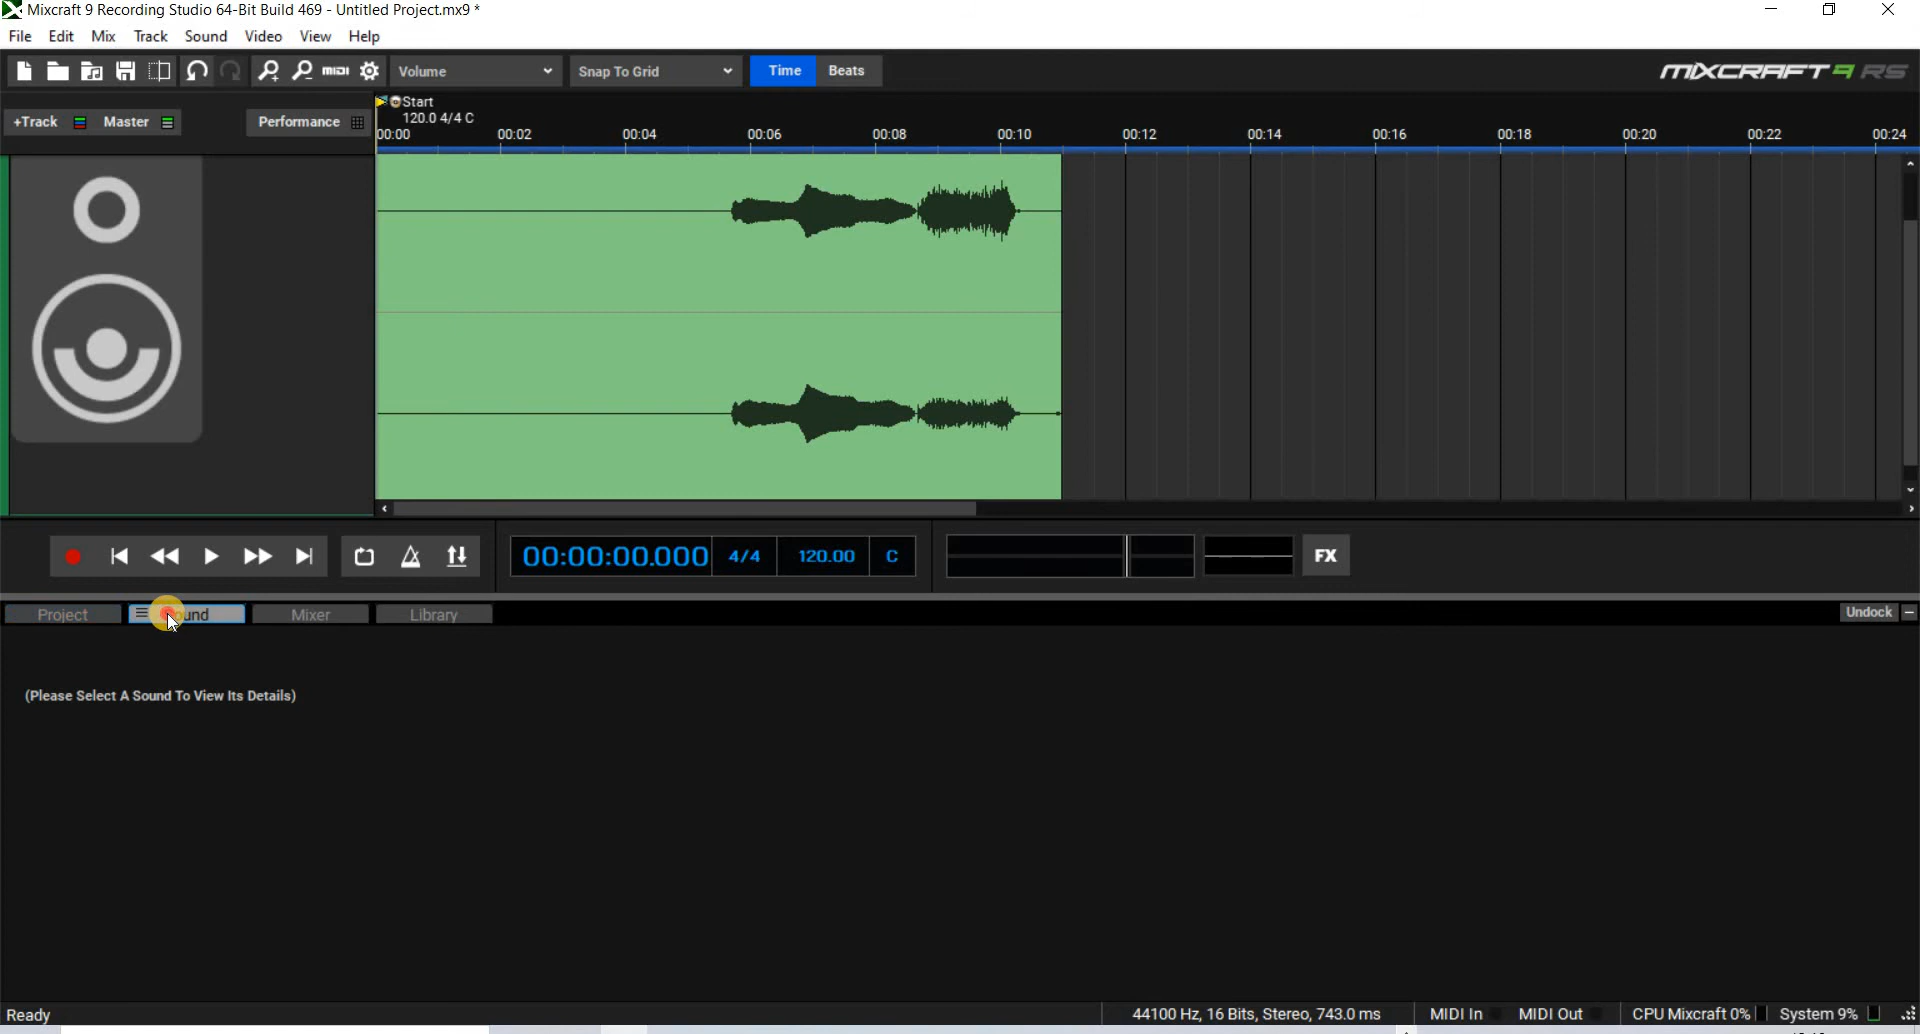 Mixcraft 9 Recording Studio 64-Bit Build 469 - Untitled Project.mx9 *
File Edit Mix Track Sound Video View Help
MIDI Volume Snap To Grid Time Beats MIXCRAFT 9 RS
+Track Master Performance
Start
120.0 4/4 C
00:00 00:02 00:04 00:06 00:08 00:10 00:12 00:14 00:16 00:18 00:20 00:22 00:24
00:00:00.000 4/4 120.00 C FX
Project und Mixer Library Undock
(Please Select A Sound To View Its Details)
Ready 44100 Hz, 16 Bits, Stereo, 743.0 ms MIDI In MIDI Out CPU Mixcraft 0% System 9%